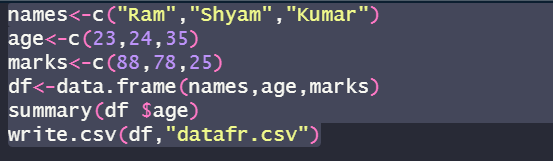 names<-c("Ram","Shyam","Kumar")
age<-c(23,24,35)
marks<-c(88,78,25)
df<-data.frame(names,age,marks)
summary(df $age)
write.csv(df,"datafr.csv")